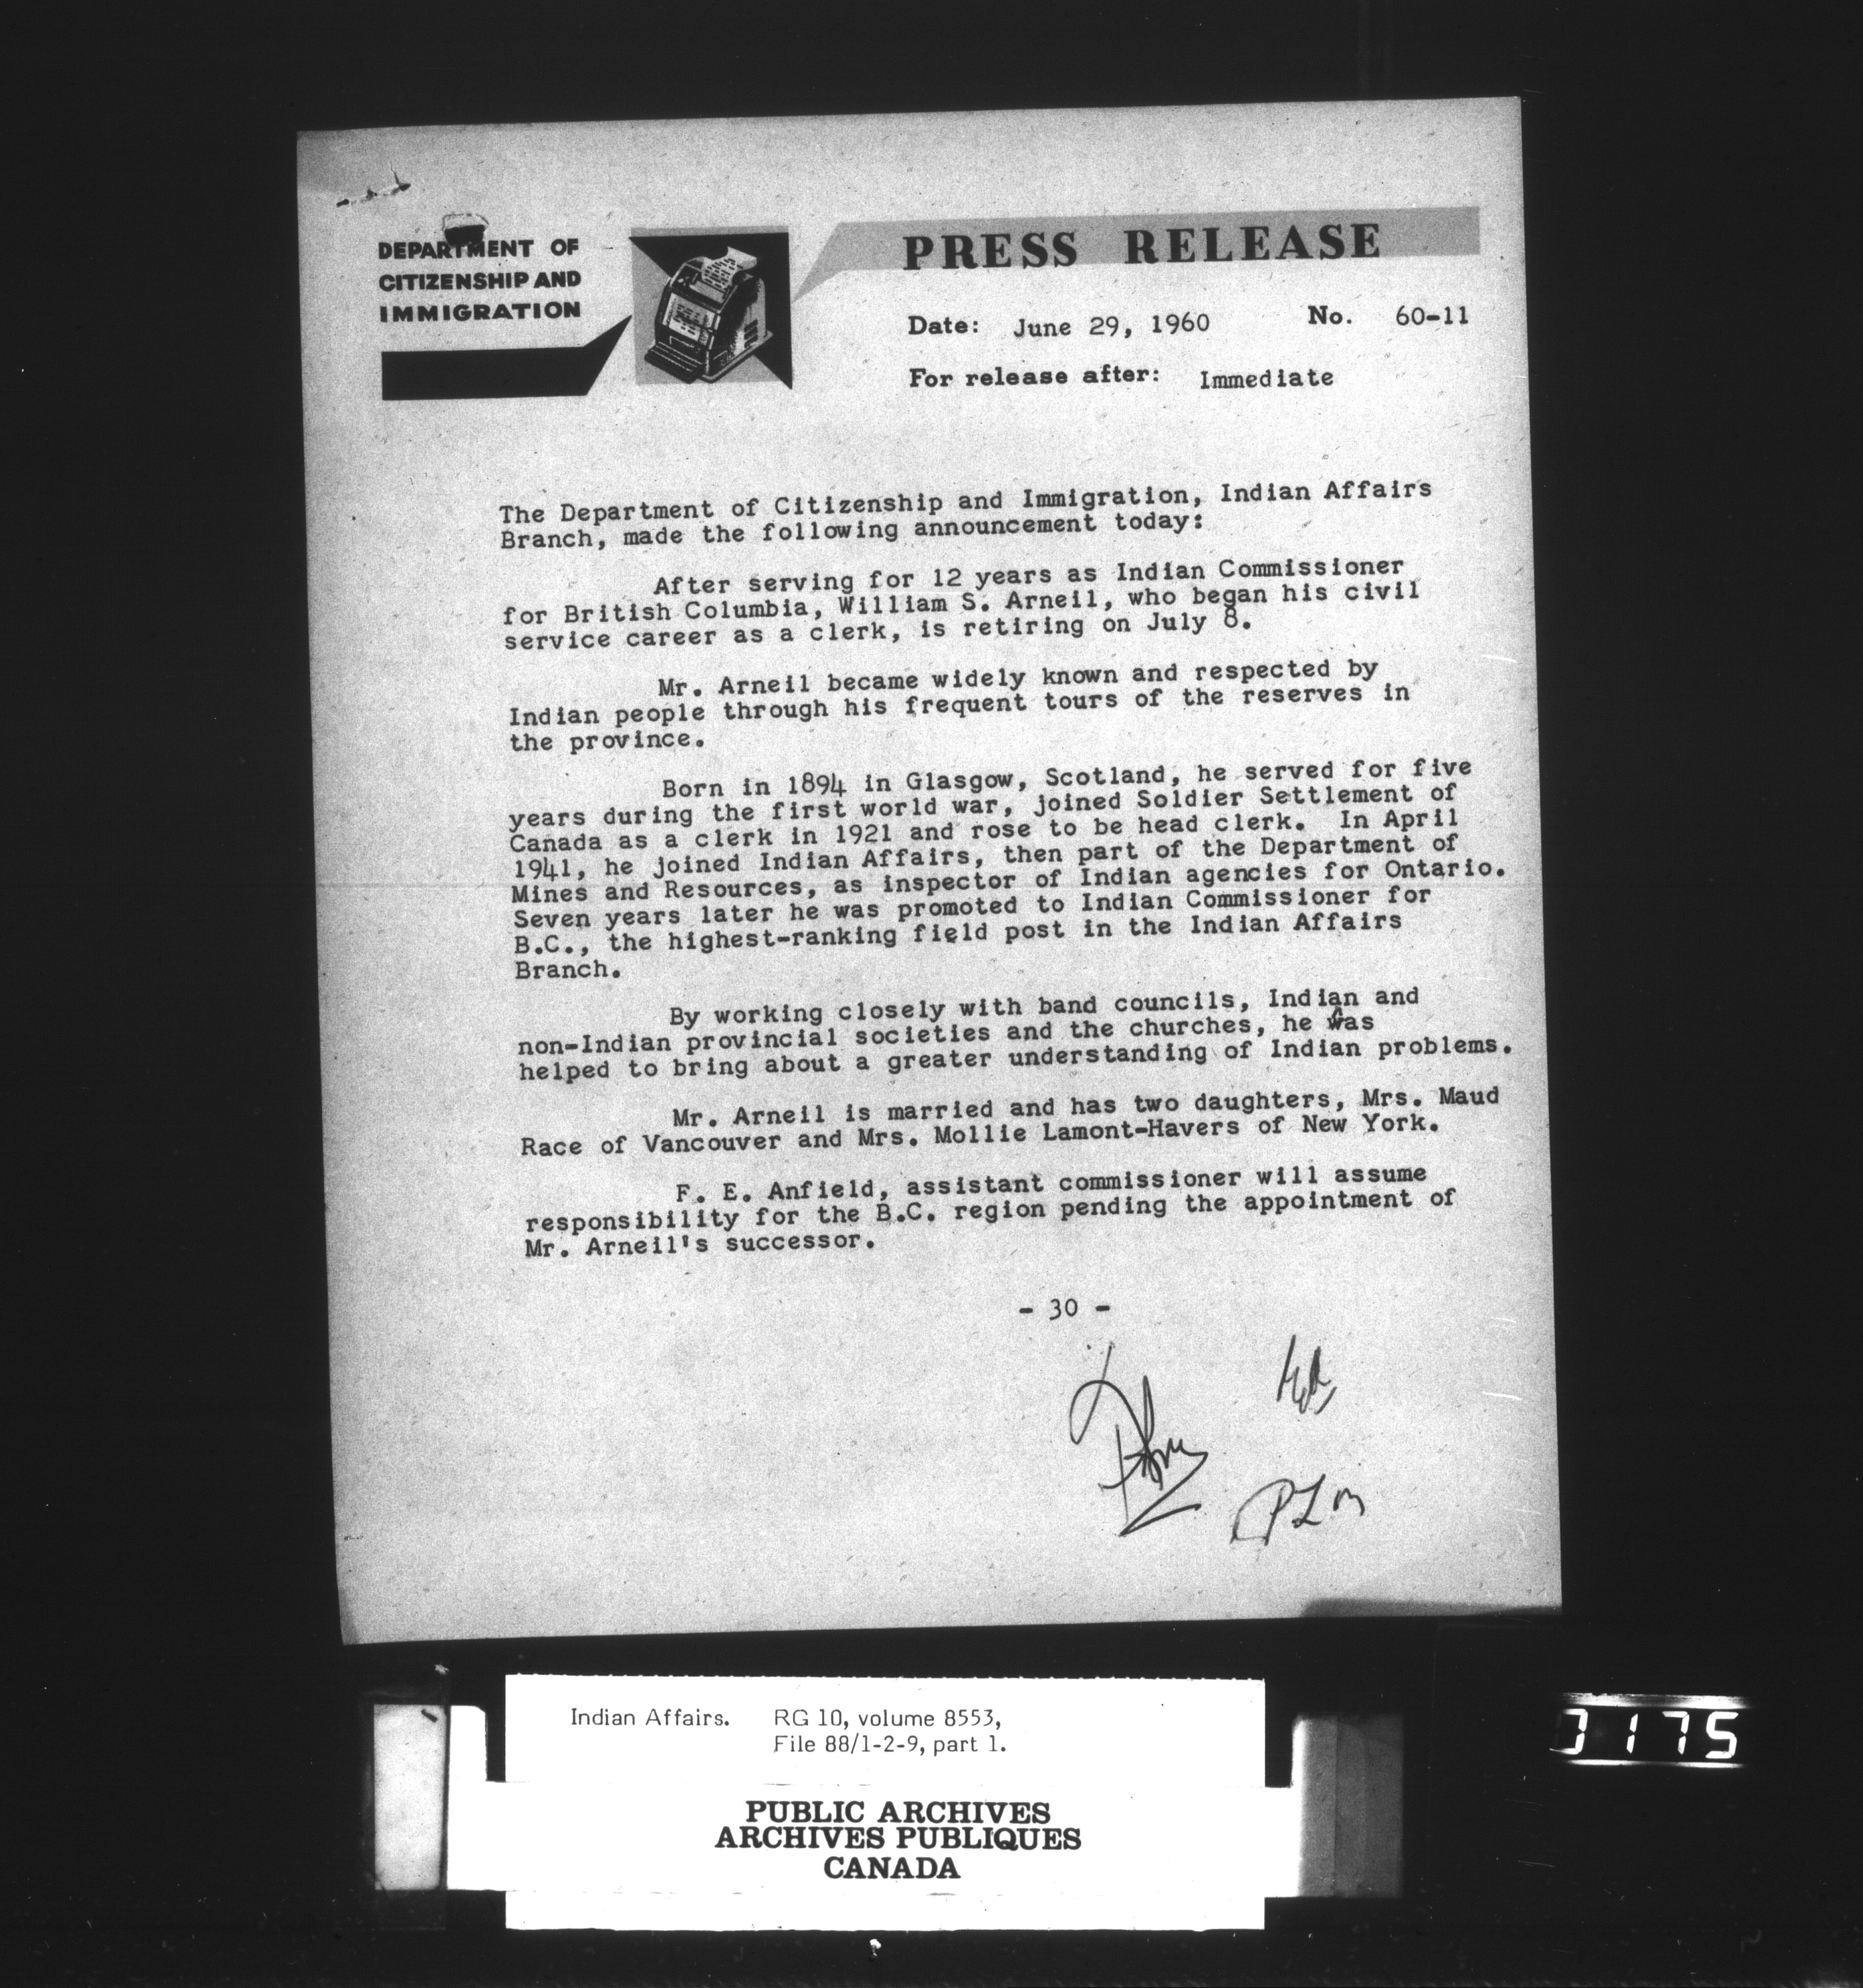 DEPARTMENT OF
CITIZENSHIP AND
IMMIGRATION
PRESS RELEASE
Date: June 29, 1960 No. 60-11
For release after: Immediate
The Department of Citizenship and Immigration, Indian Affairs
Branch, made the following announcement today:
After serving for 12 years as Indian Commissioner
for British Columbia, William S. Arneil, who began his civil
service career as a clerk, is retiring on July 8.
Mr. Arneil became widely known and respected by
Indian people through his frequent tours of the reserves in
the province.
Born in 1894 in Glasgow, Scotland, he served for five
years during the first world war, joined Soldier Settlement of
Canada as a clerk in 1921 and rose to be head clerk. In April
1941, he joined Indian Affairs, then part of the Department of
Mines and Resources, as inspector of Indian agencies for Ontario.
Seven years later he was promoted to Indian Commissioner for
B.C., the highest-ranking field post in the Indian Affairs
Branch.
By working closely with band councils, Indian and
non-Indian provincial societies and the churches, he has
helped to bring about a greater understanding of Indian problems.
Mr. Arneil is married and has two daughters, Mrs. Maud
Race of Vancouver and Mrs. Mollie Lamont-Havers of New York.
F. E. Anfield, assistant commissioner will assume
responsibility for the B.C. region pending the appointment of
Mr. Arneil's successor.
- 30 -
PLM
Indian Affairs. RG 10, volume 8553,
File 88/1-2-9, part 1.
PUBLIC ARCHIVES
ARCHIVES PUBLIQUES
CANADA
7175